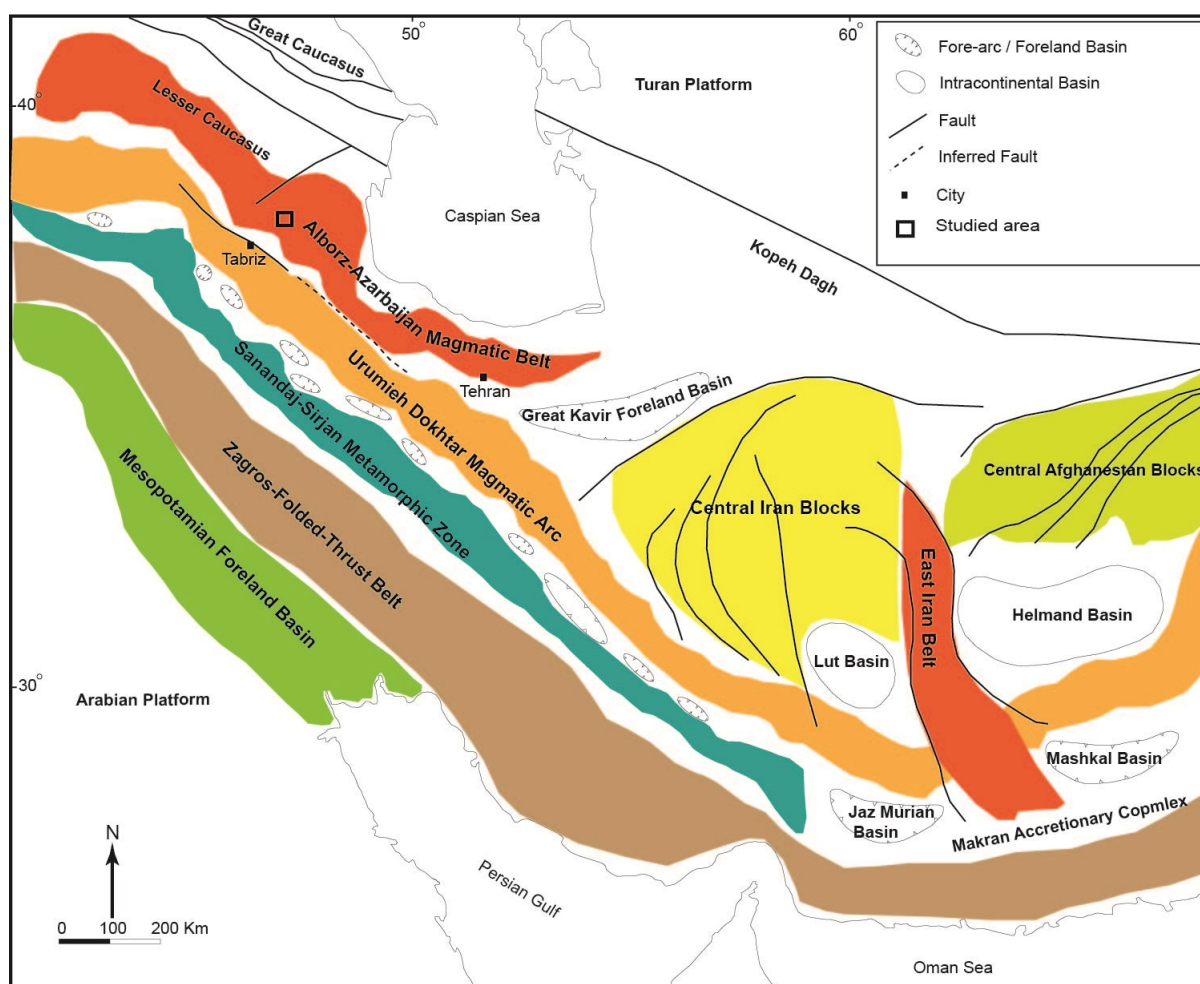 50°
60°
Great Caucasus
Turan Platform
Fore-arc / Foreland Basin
Intracontinental Basin
Fault
Inferred Fault
City
Studied area
40°
Lesser Caucasus
Caspian Sea
Kopeh Dagh
Tabriz
Alborz-Azarbaijan Magmatic Belt
Tehran
Great Kavir Foreland Basin
Urumieh Dokhtar Magmatic Arc
Sanandaj-Sirjan Metamorphic Zone
Zagros-Folded-Thrust Belt
Mesopotamian Foreland Basin
Central Iran Blocks
Central Afghanestan Blocks
East Iran Belt
Helmand Basin
Lut Basin
30°
Arabian Platform
Mashkal Basin
Jaz Murian
Basin
Makran Accretionary Copmlex
Persian Gulf
Oman Sea
N
0 100 200 Km